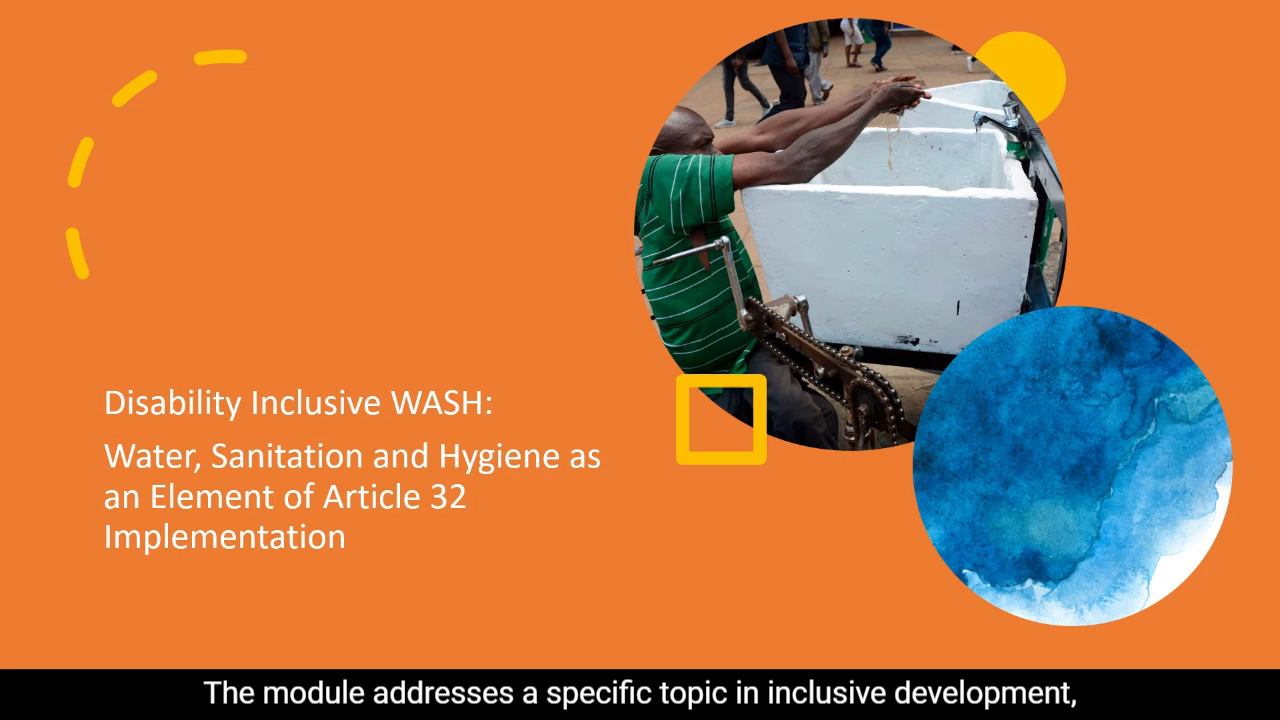 Disability Inclusive WASH:
Water, Sanitation and Hygiene as
an Element of Article 32
Implementation
The module addresses a specific topic in inclusive development,